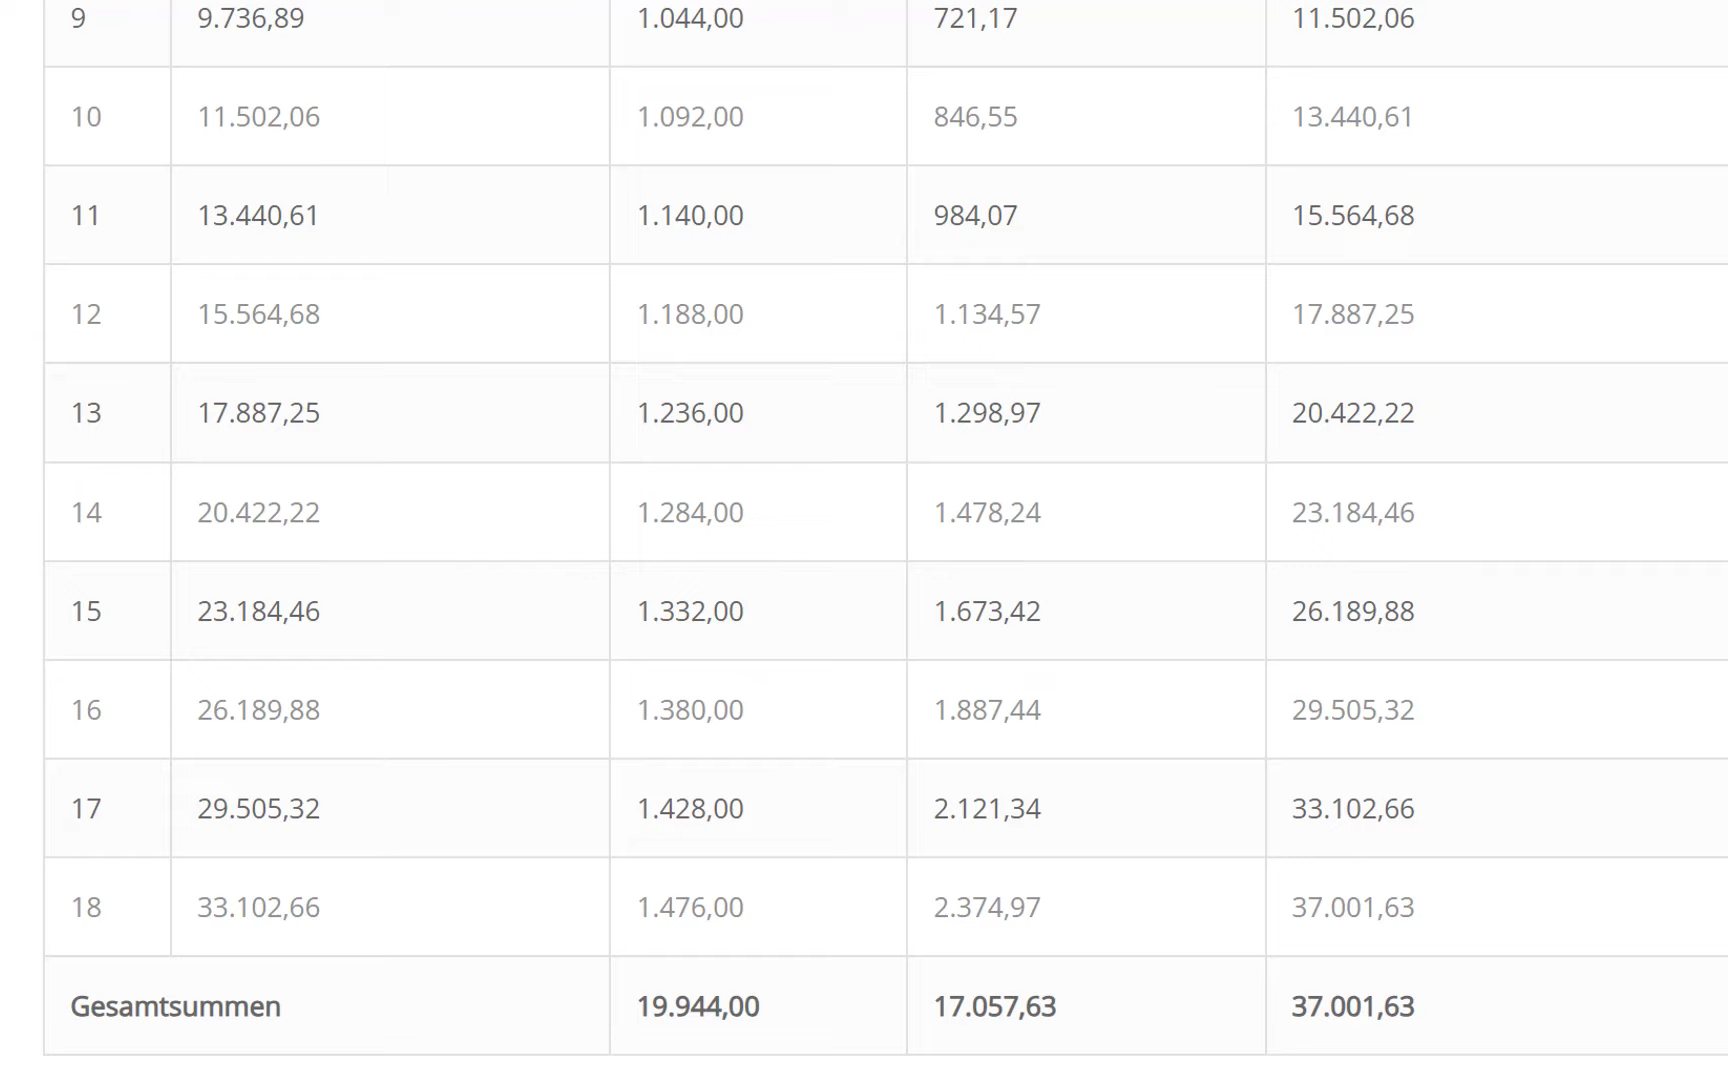 9 9.736,89 1.044,00 721,17 11.502,06
10 11.502,06 1.092,00 846,55 13.440,61
11 13.440,61 1.140,00 984,07 15.564,68
12 15.564,68 1.188,00 1.134,57 17.887,25
13 17.887,25 1.236,00 1.298,97 20.422,22
14 20.422,22 1.284,00 1.478,24 23.184,46
15 23.184,46 1.332,00 1.673,42 26.189,88
16 26.189,88 1.380,00 1.887,44 29.505,32
17 29.505,32 1.428,00 2.121,34 33.102,66
18 33.102,66 1.476,00 2.374,97 37.001,63
Gesamtsummen 19.944,00 17.057,63 37.001,63